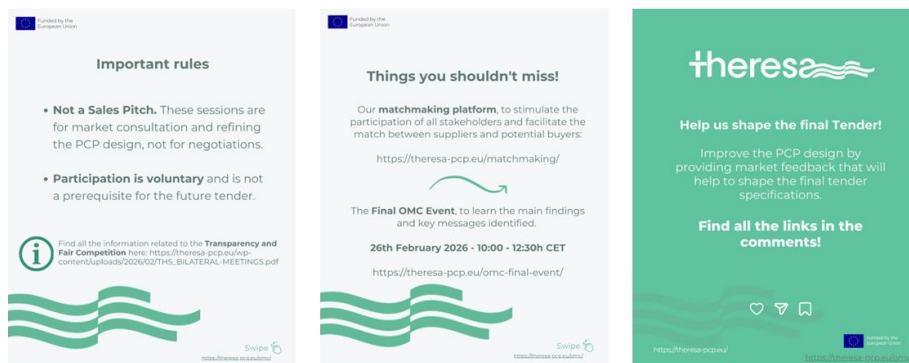 Funded by the
European Union
Important rules
• Not a Sales Pitch. These sessions are
for market consultation and refining
the PCP design, not for negotiations.
• Participation is voluntary and is not
a prerequisite for the future tender.
Find all the information related to the Transparency and
Fair Competition here: https://theresa-pcp.eu/wp-
content/uploads/2026/02/THS_BILATERAL-MEETINGS.pdf
Swipe
https://theresa-pcp.eu/omc/
Funded by the
European Union
Things you shouldn't miss!
Our matchmaking platform, to stimulate the
participation of all stakeholders and facilitate the
match between suppliers and potential buyers:
https://theresa-pcp.eu/matchmaking/
The Final OMC Event, to learn the main findings
and key messages identified.
26th February 2026 - 10:00 - 12:30h CET
https://theresa-pcp.eu/omc-final-event/
Swipe
https://theresa-pcp.eu/omc/
theresa
Help us shape the final Tender!
Improve the PCP design by
providing market feedback that will
help to shape the final tender
specifications.
Find all the links in the
comments!
Funded by the
European Union
https://theresa-pcp.eu/
https://theresa-pcp.eu/omc/